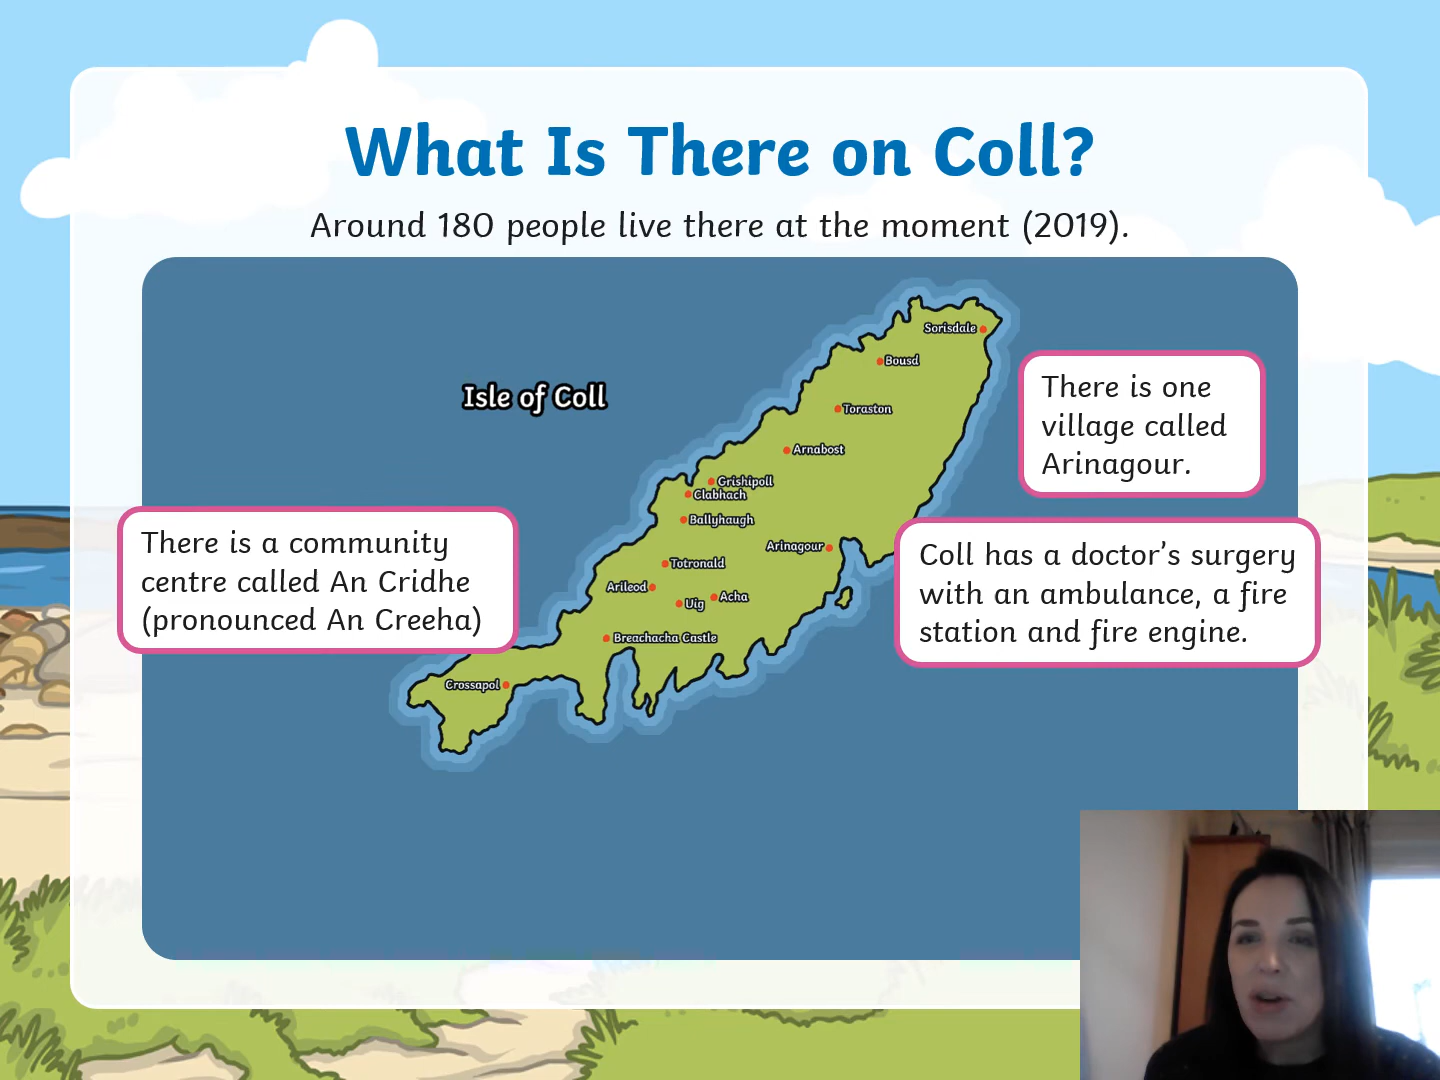 What Is There on Coll?
Around 180 people live there at the moment (2019).
Isle of Coll
Sorisdale
Bousd
Toraston
Arnabost
Grishipoll
Clabhach
Ballyhaugh
Arinagour
Totronald
Arileod
Acha
Uig
Breachacha Castle
Crossapol
There is one
village called
Arinagour.
There is a community
centre called An Cridhe
(pronounced An Creeha)
Coll has a doctor's surgery
with an ambulance, a fire
station and fire engine.